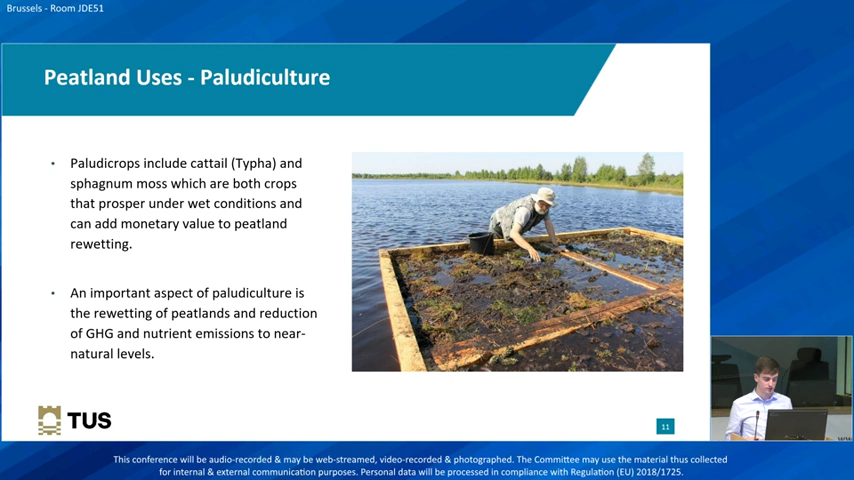 Brussels - Room JDE51
Peatland Uses - Paludiculture
• Paludicrops include cattail (Typha) and
sphagnum moss which are both crops
that prosper under wet conditions and
can add monetary value to peatland
rewetting.
• An important aspect of paludiculture is
the rewetting of peatlands and reduction
of GHG and nutrient emissions to near-
natural levels.
TUS
11
This conference will be audio-recorded & may be web-streamed, video-recorded & photographed. The Committee may use the material thus collected
for internal & external communication purposes. Personal data will be processed in compliance with Regulation (EU) 2018/1725.